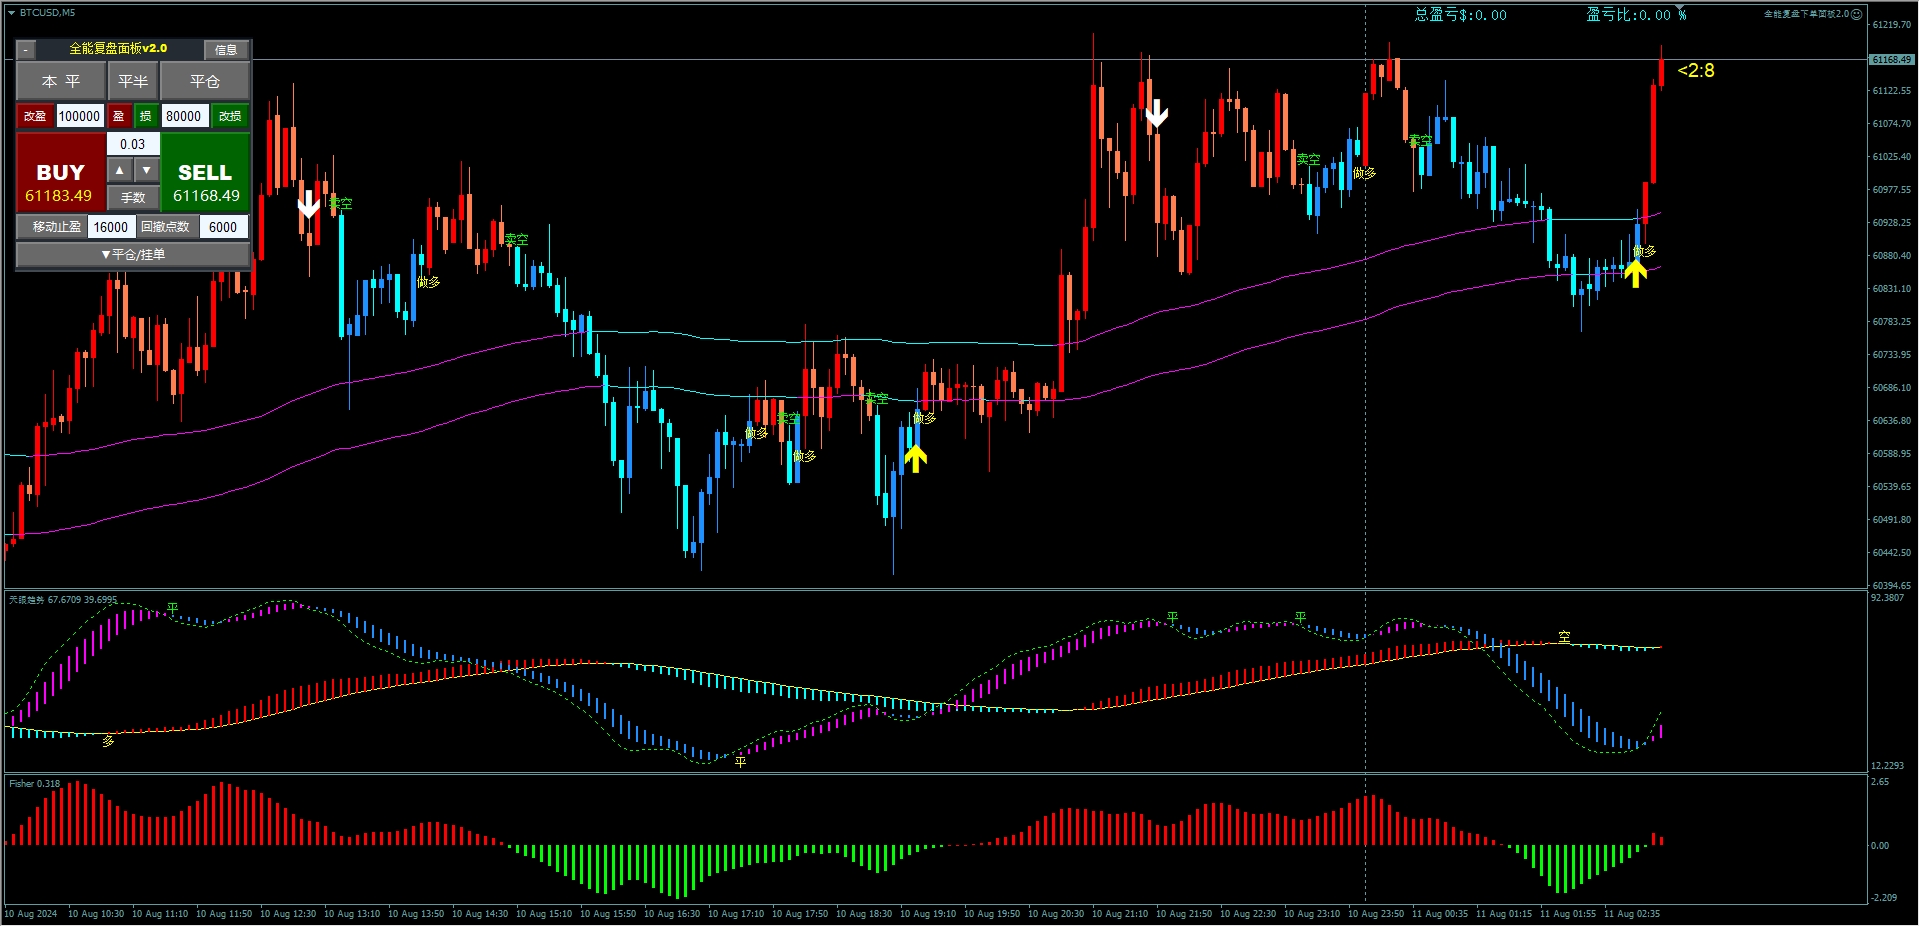 BTCUSD,M5
总盈亏$:0.00
盈亏比:0.00 %
全能复盘下单面板2.0
-
全能复盘面板v2.0
信息
本 平
平半
平仓
改盈
100000
盈
损
80000
改损
BUY
61183.49
0.03
▲
▼
手数
SELL
61168.49
移动止盈
16000
回撤点数
6000
▼平仓/挂单
<2:8
卖空
卖空
做多
做多
卖空
做多
卖空
做多
卖空
做多
卖空
做多
61219.70
61168.49
61122.55
61074.70
61025.40
60977.55
60928.25
60880.40
60831.10
60783.25
60733.95
60686.10
60636.80
60588.95
60539.65
60491.80
60442.50
60394.65
天眼趋势 67.6709 39.6995
平
多
平
平
平
空
92.3807
12.2293
Fisher 0.318
2.65
0.00
-2.209
10 Aug 2024
10 Aug 10:30
10 Aug 11:10
10 Aug 11:50
10 Aug 12:30
10 Aug 13:10
10 Aug 13:50
10 Aug 14:30
10 Aug 15:10
10 Aug 15:50
10 Aug 16:30
10 Aug 17:10
10 Aug 17:50
10 Aug 18:30
10 Aug 19:10
10 Aug 19:50
10 Aug 20:30
10 Aug 21:10
10 Aug 21:50
10 Aug 22:30
10 Aug 23:10
10 Aug 23:50
11 Aug 00:35
11 Aug 01:15
11 Aug 01:55
11 Aug 02:35